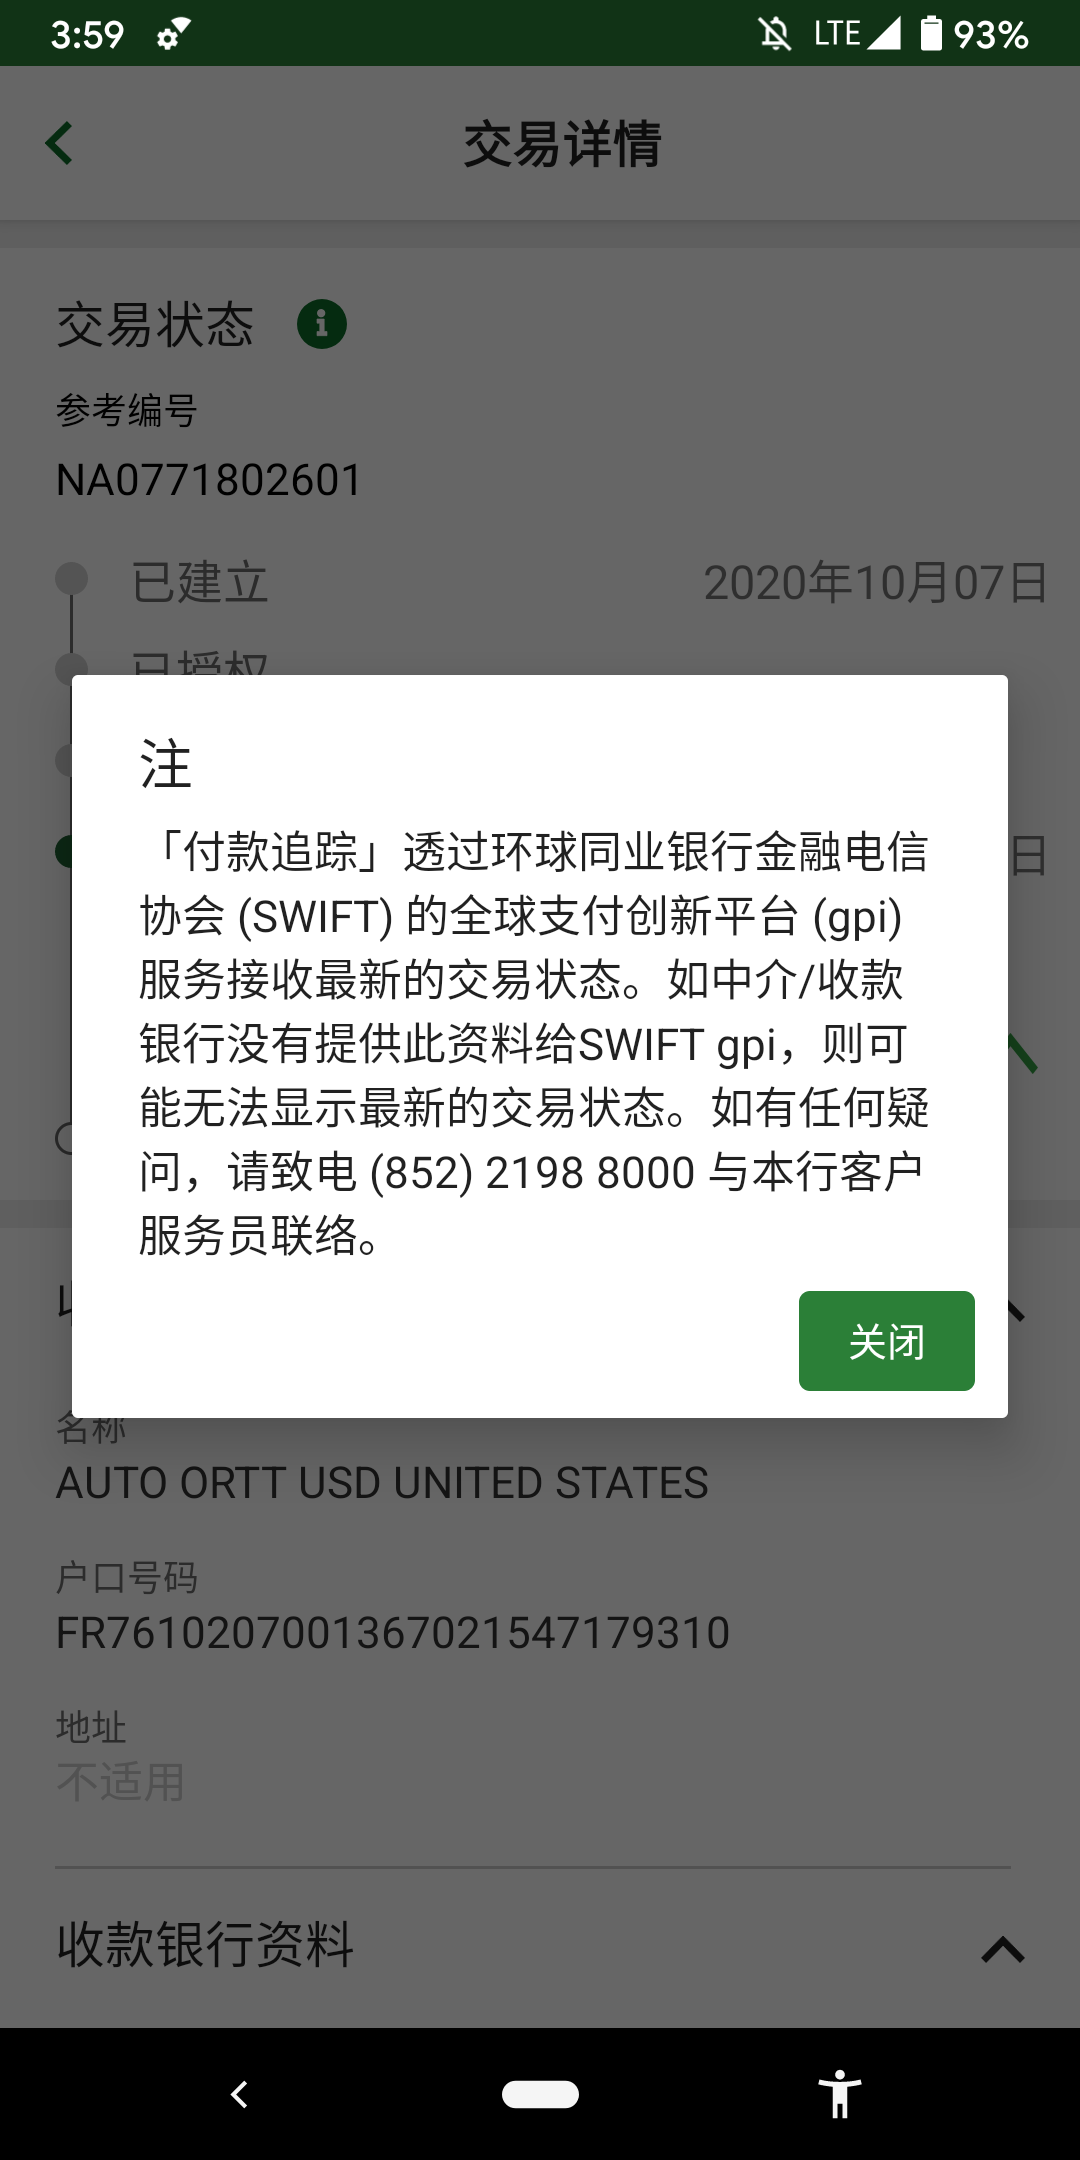 3:59 LTE 93%
交易详情
交易状态
参考编号
NA0771802601
已建立 2020年10月07日
已授权
日
注
「付款追踪」透过环球同业银行金融电信
协会 (SWIFT) 的全球支付创新平台 (gpi)
服务接收最新的交易状态。如中介/收款
银行没有提供此资料给SWIFT gpi，则可
能无法显示最新的交易状态。如有任何疑
问，请致电 (852) 2198 8000 与本行客户
服务员联络。
关闭
名称
AUTO ORTT USD UNITED STATES
户口号码
FR7610207001367021547179310
地址
不适用
收款银行资料